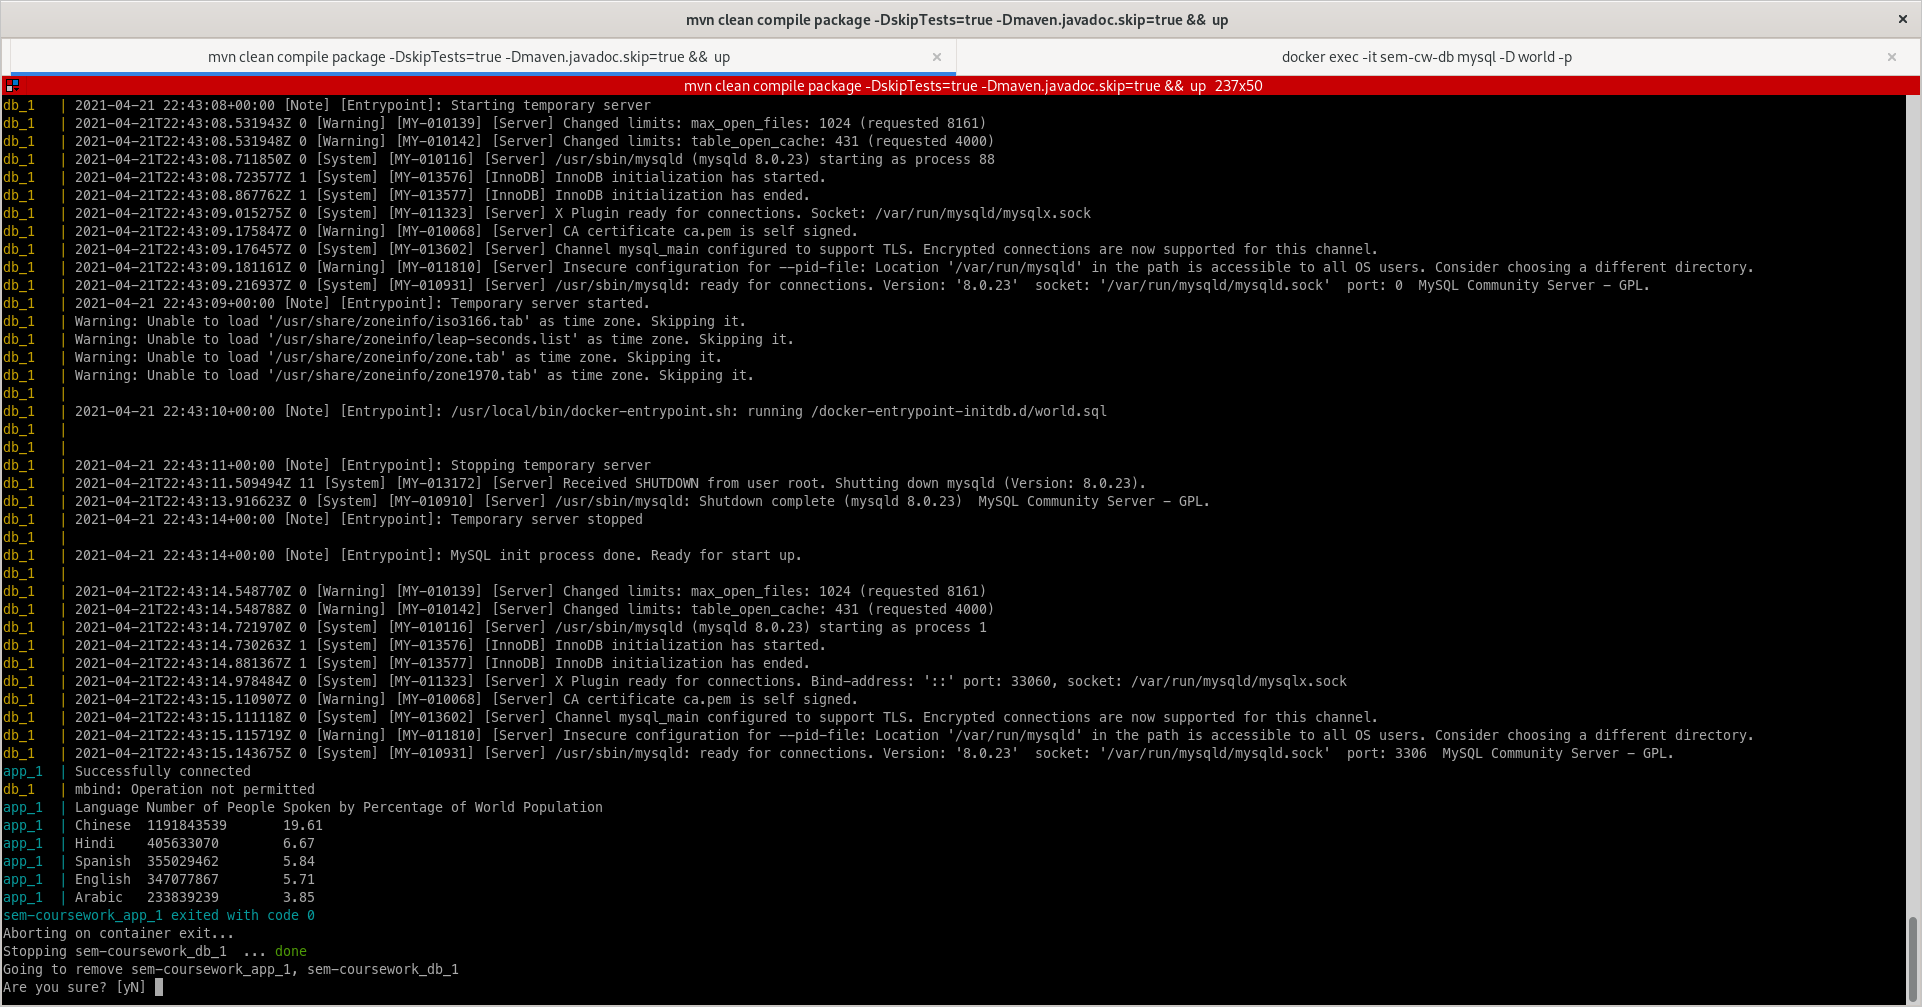 mvn clean compile package -DskipTests=true -Dmaven.javadoc.skip=true && up
mvn clean compile package -DskipTests=true -Dmaven.javadoc.skip=true && up
docker exec -it sem-cw-db mysql -D world -p
mvn clean compile package -DskipTests=true -Dmaven.javadoc.skip=true && up 237x50
db_1   | 2021-04-21 22:43:08+00:00 [Note] [Entrypoint]: Starting temporary server
db_1   | 2021-04-21T22:43:08.531943Z 0 [Warning] [MY-010139] [Server] Changed limits: max_open_files: 1024 (requested 8161)
db_1   | 2021-04-21T22:43:08.531948Z 0 [Warning] [MY-010142] [Server] Changed limits: table_open_cache: 431 (requested 4000)
db_1   | 2021-04-21T22:43:08.711850Z 0 [System] [MY-010116] [Server] /usr/sbin/mysqld (mysqld 8.0.23) starting as process 88
db_1   | 2021-04-21T22:43:08.723577Z 1 [System] [MY-013576] [InnoDB] InnoDB initialization has started.
db_1   | 2021-04-21T22:43:08.867762Z 1 [System] [MY-013577] [InnoDB] InnoDB initialization has ended.
db_1   | 2021-04-21T22:43:09.015275Z 0 [System] [MY-011323] [Server] X Plugin ready for connections. Socket: /var/run/mysqld/mysqlx.sock
db_1   | 2021-04-21T22:43:09.175847Z 0 [Warning] [MY-010068] [Server] CA certificate ca.pem is self signed.
db_1   | 2021-04-21T22:43:09.176457Z 0 [System] [MY-013602] [Server] Channel mysql_main configured to support TLS. Encrypted connections are now supported for this channel.
db_1   | 2021-04-21T22:43:09.181161Z 0 [Warning] [MY-011810] [Server] Insecure configuration for --pid-file: Location '/var/run/mysqld' in the path is accessible to all OS users. Consider choosing a different directory.
db_1   | 2021-04-21T22:43:09.216937Z 0 [System] [MY-010931] [Server] /usr/sbin/mysqld: ready for connections. Version: '8.0.23'  socket: '/var/run/mysqld/mysqld.sock'  port: 0  MySQL Community Server - GPL.
db_1   | 2021-04-21 22:43:09+00:00 [Note] [Entrypoint]: Temporary server started.
db_1   | Warning: Unable to load '/usr/share/zoneinfo/iso3166.tab' as time zone. Skipping it.
db_1   | Warning: Unable to load '/usr/share/zoneinfo/leap-seconds.list' as time zone. Skipping it.
db_1   | Warning: Unable to load '/usr/share/zoneinfo/zone.tab' as time zone. Skipping it.
db_1   | Warning: Unable to load '/usr/share/zoneinfo/zone1970.tab' as time zone. Skipping it.
db_1   |
db_1   | 2021-04-21 22:43:10+00:00 [Note] [Entrypoint]: /usr/local/bin/docker-entrypoint.sh: running /docker-entrypoint-initdb.d/world.sql
db_1   |
db_1   |
db_1   | 2021-04-21 22:43:11+00:00 [Note] [Entrypoint]: Stopping temporary server
db_1   | 2021-04-21T22:43:11.509494Z 11 [System] [MY-013172] [Server] Received SHUTDOWN from user root. Shutting down mysqld (Version: 8.0.23).
db_1   | 2021-04-21T22:43:13.916623Z 0 [System] [MY-010910] [Server] /usr/sbin/mysqld: Shutdown complete (mysqld 8.0.23)  MySQL Community Server - GPL.
db_1   | 2021-04-21 22:43:14+00:00 [Note] [Entrypoint]: Temporary server stopped
db_1   |
db_1   | 2021-04-21 22:43:14+00:00 [Note] [Entrypoint]: MySQL init process done. Ready for start up.
db_1   |
db_1   | 2021-04-21T22:43:14.548770Z 0 [Warning] [MY-010139] [Server] Changed limits: max_open_files: 1024 (requested 8161)
db_1   | 2021-04-21T22:43:14.548788Z 0 [Warning] [MY-010142] [Server] Changed limits: table_open_cache: 431 (requested 4000)
db_1   | 2021-04-21T22:43:14.721970Z 0 [System] [MY-010116] [Server] /usr/sbin/mysqld (mysqld 8.0.23) starting as process 1
db_1   | 2021-04-21T22:43:14.730263Z 1 [System] [MY-013576] [InnoDB] InnoDB initialization has started.
db_1   | 2021-04-21T22:43:14.881367Z 1 [System] [MY-013577] [InnoDB] InnoDB initialization has ended.
db_1   | 2021-04-21T22:43:14.978484Z 0 [System] [MY-011323] [Server] X Plugin ready for connections. Bind-address: '::' port: 33060, socket: /var/run/mysqld/mysqlx.sock
db_1   | 2021-04-21T22:43:15.110907Z 0 [Warning] [MY-010068] [Server] CA certificate ca.pem is self signed.
db_1   | 2021-04-21T22:43:15.111118Z 0 [System] [MY-013602] [Server] Channel mysql_main configured to support TLS. Encrypted connections are now supported for this channel.
db_1   | 2021-04-21T22:43:15.115719Z 0 [Warning] [MY-011810] [Server] Insecure configuration for --pid-file: Location '/var/run/mysqld' in the path is accessible to all OS users. Consider choosing a different directory.
db_1   | 2021-04-21T22:43:15.143675Z 0 [System] [MY-010931] [Server] /usr/sbin/mysqld: ready for connections. Version: '8.0.23'  socket: '/var/run/mysqld/mysqld.sock'  port: 3306  MySQL Community Server - GPL.
app_1  | Successfully connected
db_1   | mbind: Operation not permitted
app_1  | Language Number of People Spoken by Percentage of World Population
app_1  | Chinese  1191843539       19.61
app_1  | Hindi    405633070        6.67
app_1  | Spanish  355029462        5.84
app_1  | English  347077867        5.71
app_1  | Arabic   233839239        3.85
sem-coursework_app_1 exited with code 0
Aborting on container exit...
Stopping sem-coursework_db_1  ... done
Going to remove sem-coursework_app_1, sem-coursework_db_1
Are you sure? [yN]